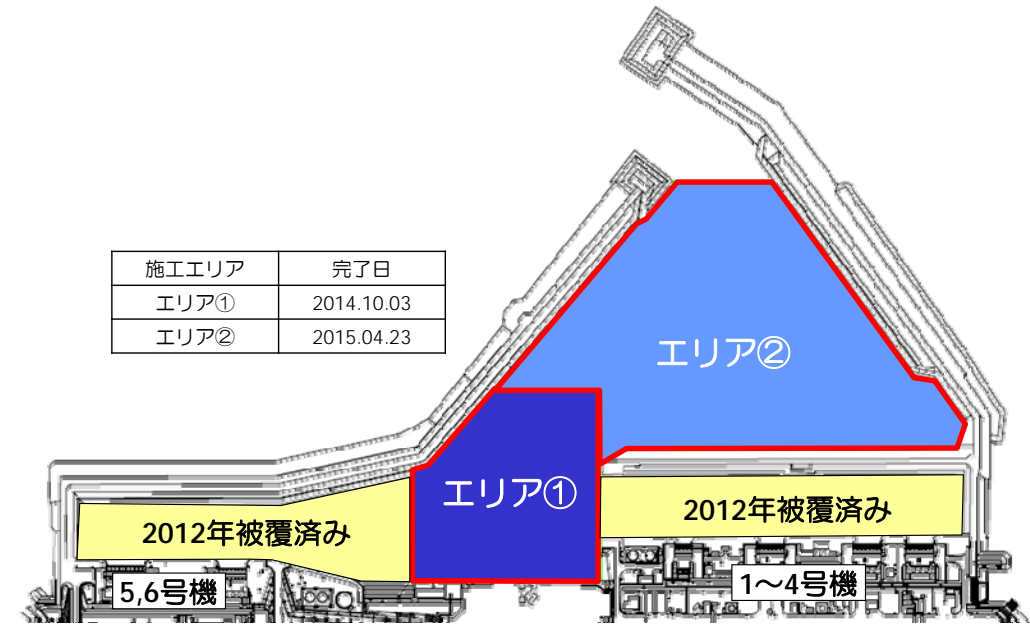 施工エリア 完了日
エリア① 2014.10.03
エリア② 2015.04.23
エリア②
エリア①
2012年被覆済み
2012年被覆済み
5,6号機
1～4号機